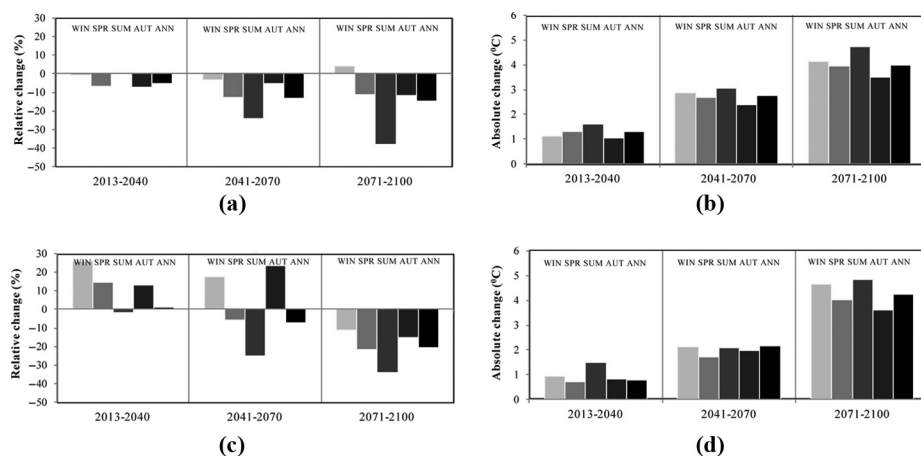 Relative change (%)
30
20
10
0
−10
−20
−30
−40
−50
WIN SPR SUM AUT ANN
WIN SPR SUM AUT ANN
WIN SPR SUM AUT ANN
2013-2040
2041-2070
2071-2100
(a)
Absolute change (⁰C)
6
5
4
3
2
1
0
WIN SPR SUM AUT ANN
WIN SPR SUM AUT ANN
WIN SPR SUM AUT ANN
2013-2040
2041-2070
2071-2100
(b)
Relative change (%)
30
20
10
0
−10
−20
−30
−40
−50
WIN SPR SUM AUT ANN
WIN SPR SUM AUT ANN
WIN SPR SUM AUT ANN
2013-2040
2041-2070
2071-2100
(c)
Absolute change (⁰C)
6
5
4
3
2
1
0
WIN SPR SUM AUT ANN
WIN SPR SUM AUT ANN
WIN SPR SUM AUT ANN
2013-2040
2041-2070
2071-2100
(d)